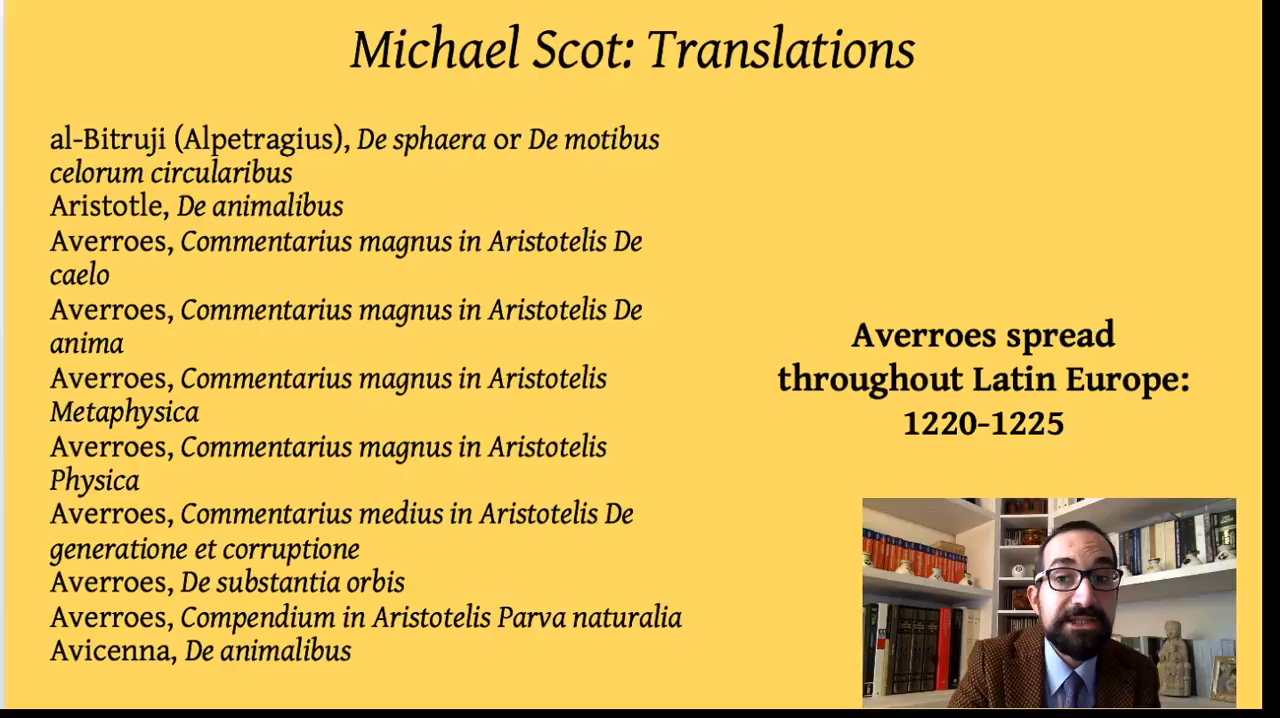 Michael Scot: Translations
al-Bitruji (Alpetragius), De sphaera or De motibus
celorum circularibus
Aristotle, De animalibus
Averroes, Commentarius magnus in Aristotelis De
caelo
Averroes, Commentarius magnus in Aristotelis De
anima
Averroes, Commentarius magnus in Aristotelis
Metaphysica
Averroes, Commentarius magnus in Aristotelis
Physica
Averroes, Commentarius medius in Aristotelis De
generatione et corruptione
Averroes, De substantia orbis
Averroes, Compendium in Aristotelis Parva naturalia
Avicenna, De animalibus
Averroes spread
throughout Latin Europe:
1220-1225